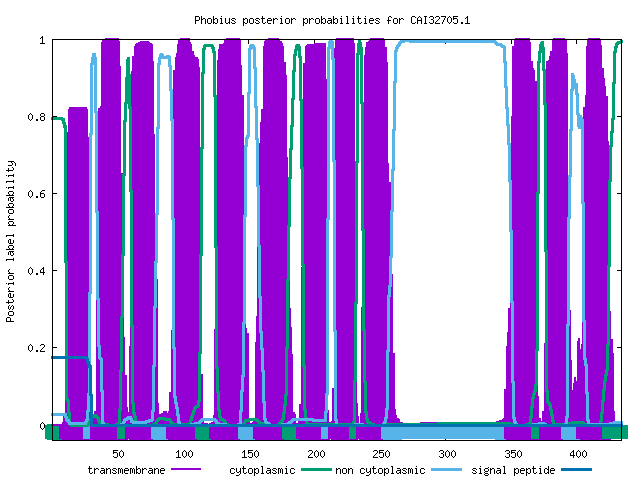 Phobius posterior probabilities for CAI32705.1
1
0.8
0.6
0.4
0.2
0
Posterior label probability
50 100 150 200 250 300 350 400
transmembrane cytoplasmic non cytoplasmic signal peptide